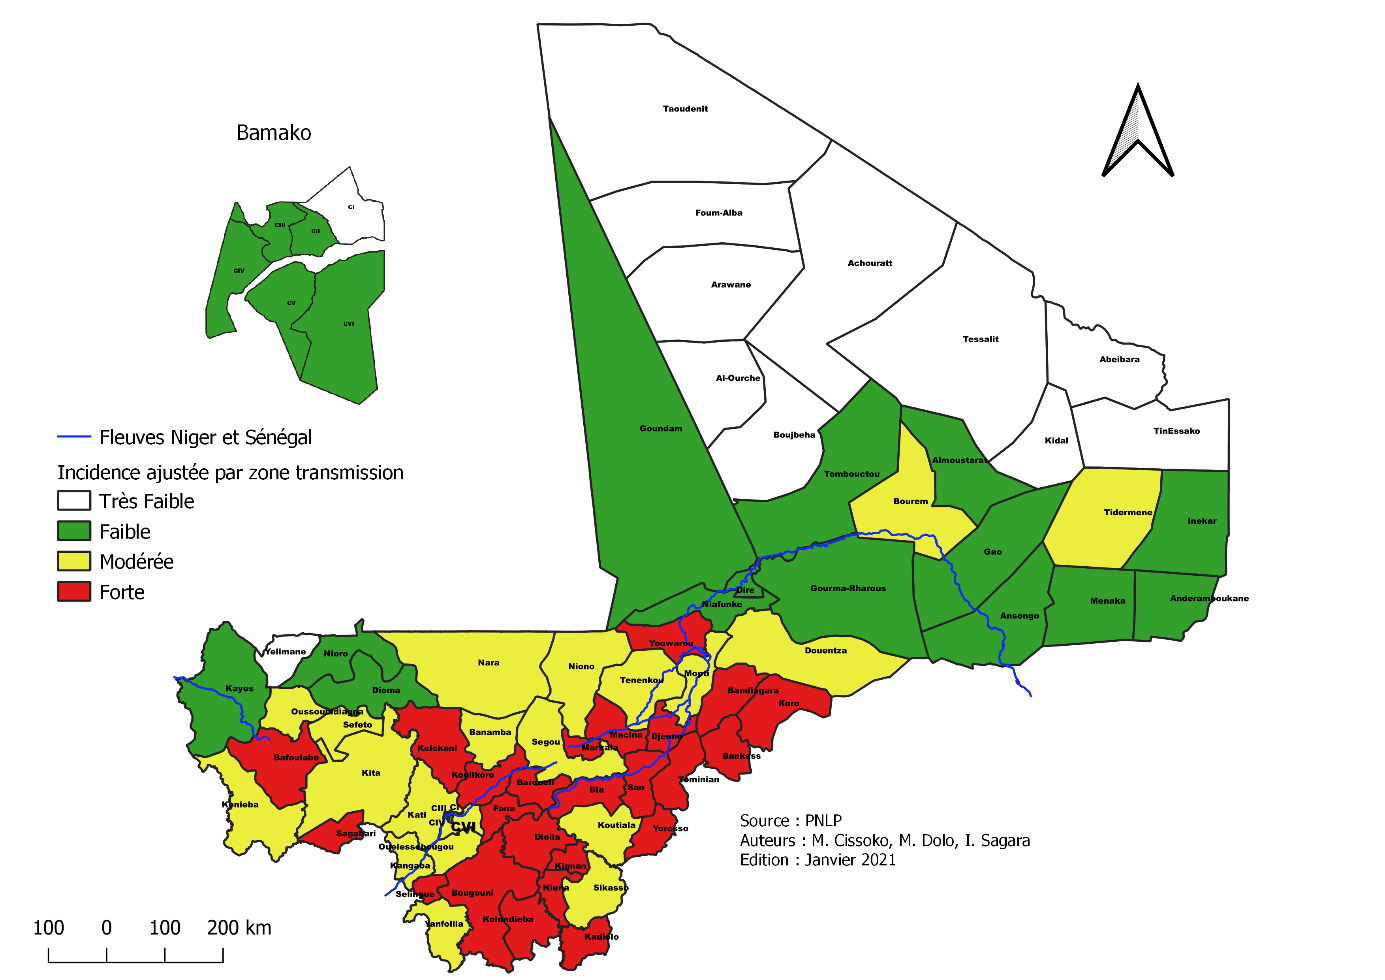 Bamako
CI
CIII
CII
CIV
CV
CVI
Fleuves Niger et Sénégal
Incidence ajustée par zone transmission
Très Faible
Faible
Modérée
Forte
Taoudenit
Foum-Alba
Achouratt
Arawane
Tessalit
Abeibara
Al-Ourche
Goundam
Boujbeha
Kidal
TinEssako
Tombouctou
Almoustarat
Bourem
Tidermene
Inekar
Gao
Gourma-Rharous
Dire
Niafunke
Menaka
Anderamboukane
Ansongo
Youwarou
Douentza
Yelimane
Nioro
Nara
Niono
Tenenkou
Mopti
Kayes
Diema
Bandiagara
Koro
Oussoubidiagna
Sefeto
Banamba
Segou
Macina
Djenne
Markala
Kolokani
Bafoulabe
Bankass
Kita
Koulikoro
Baroueli
Bla
San
Tominian
Kenieba
Kati
CIII
CI
CIV
CVI
Fana
Koutiala
Yorosso
Sagabari
Dioila
Ouelessebougou
Kangaba
Kignan
Selingue
Bougouni
Niena
Sikasso
Yanfolila
Kolondieba
Kadiolo
Source : PNLP
Auteurs : M. Cissoko, M. Dolo, I. Sagara
Edition : Janvier 2021
100 0 100 200 km